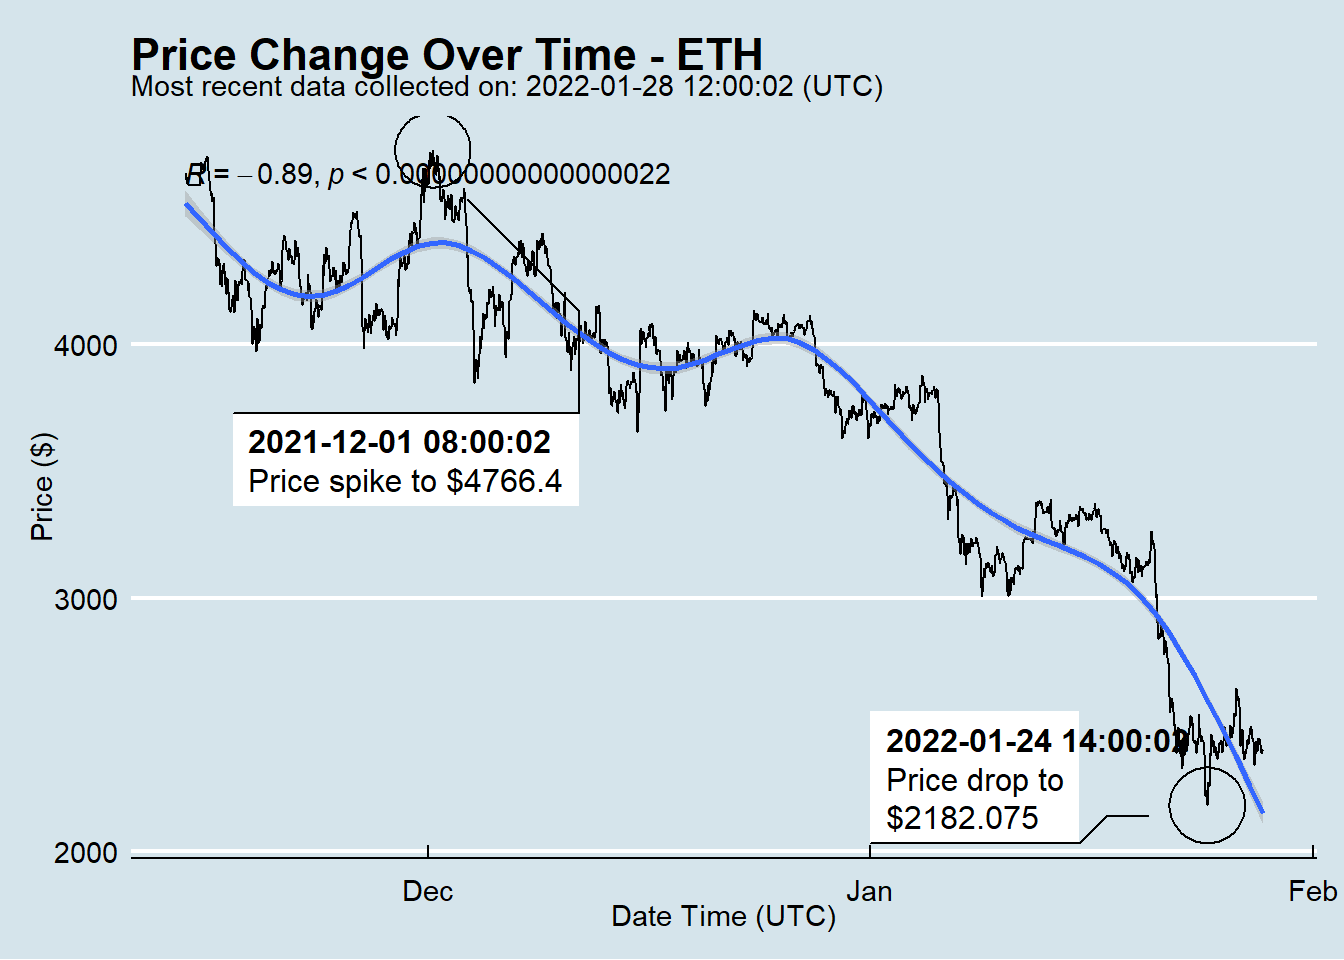 Price Change Over Time - ETH
Most recent data collected on: 2022-01-28 12:00:02 (UTC)
R = −0.89, p < 0.00000000000000022
4000
2021-12-01 08:00:02
Price spike to $4766.4
Price ($)
3000
2022-01-24 14:00:02
Price drop to
$2182.075
2000
Dec
Jan
Feb
Date Time (UTC)